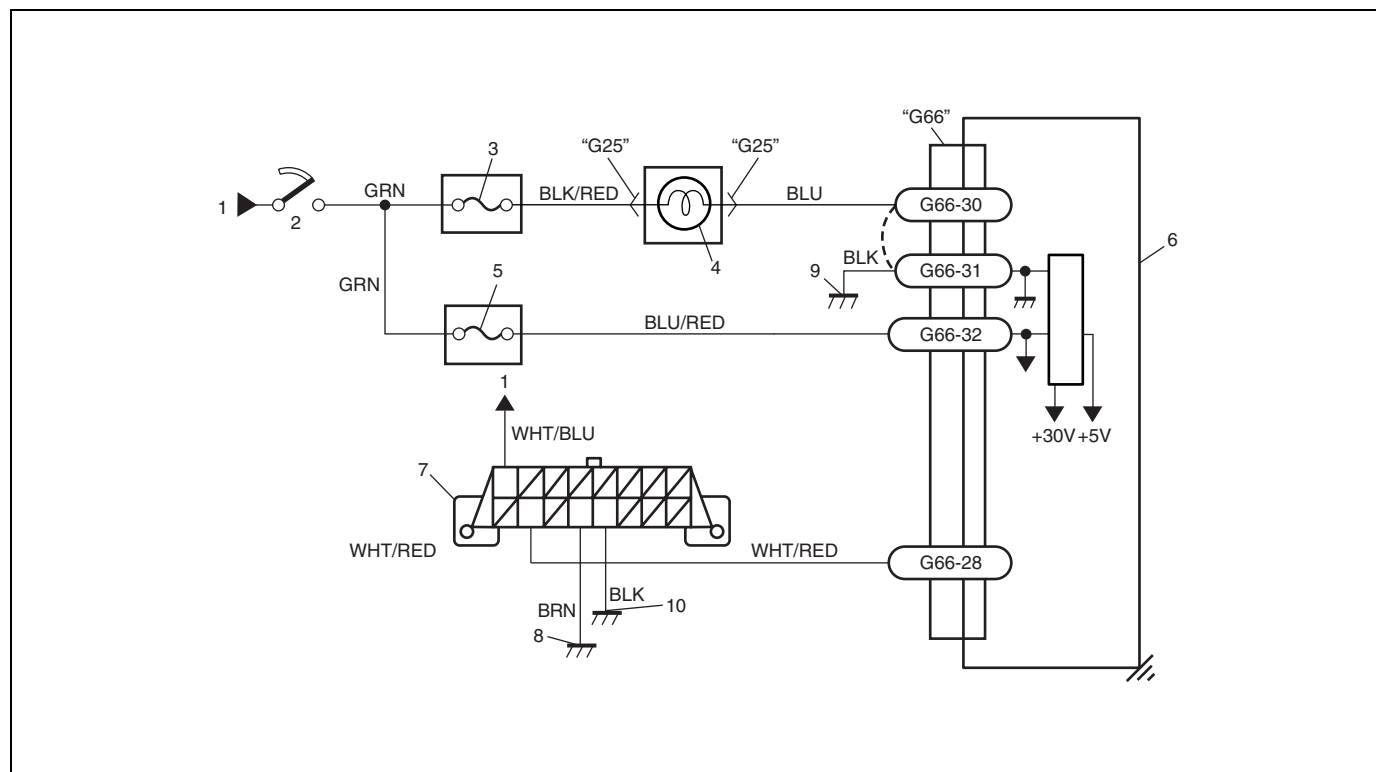 “G66”
“G25” “G25”
3
GRN
BLK/RED
BLU
G66-30
1
2
4
6
9
BLK
G66-31
GRN
5
BLU/RED
G66-32
1
+30V +5V
WHT/BLU
7
WHT/RED
WHT/RED
G66-28
BRN
BLK
10
8